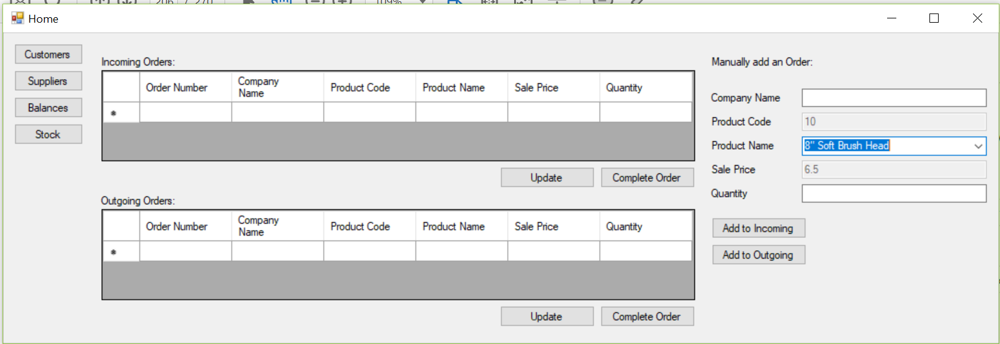 206 / 270 109%
Home
Customers
Suppliers
Balances
Stock
Incoming Orders:
Order Number Company Name Product Code Product Name Sale Price Quantity
*
Update Complete Order
Outgoing Orders:
Order Number Company Name Product Code Product Name Sale Price Quantity
*
Update Complete Order
Manually add an Order:
Company Name
Product Code 10
Product Name 8" Soft Brush Head
Sale Price 6.5
Quantity
Add to Incoming
Add to Outgoing